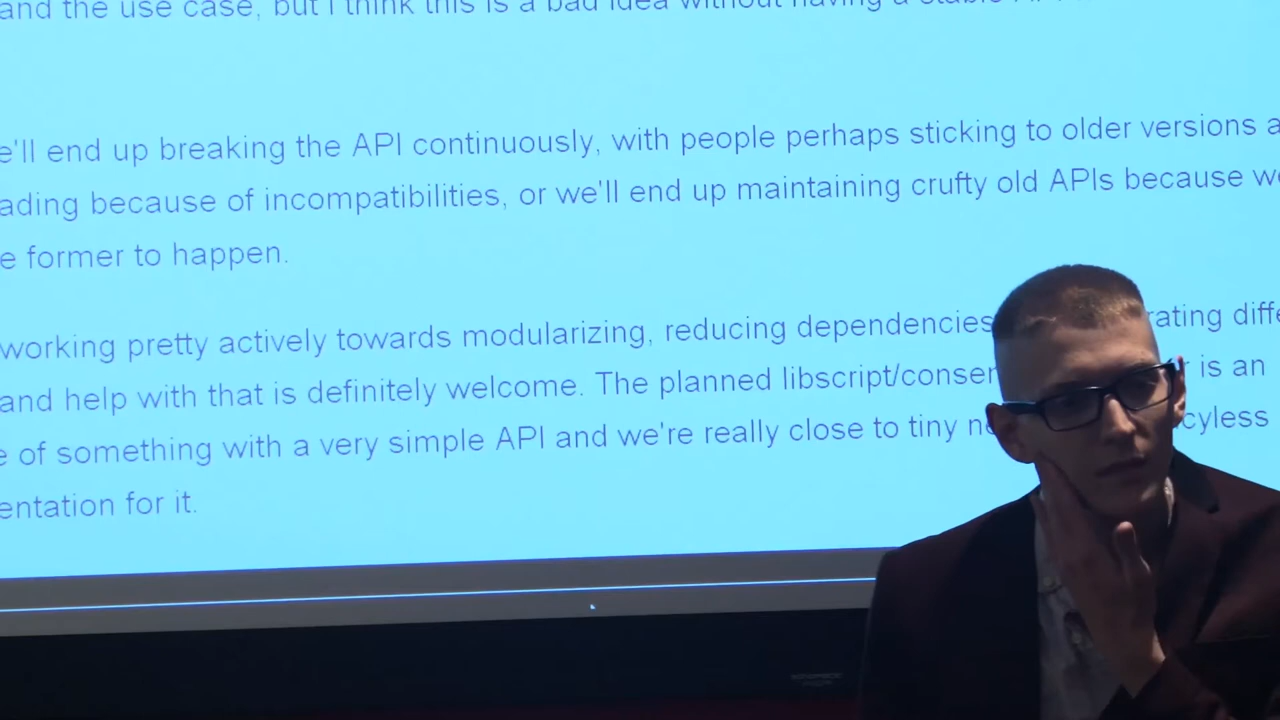 and the use case, but I think this is a bad idea without having a stable
e'll end up breaking the API continuously, with people perhaps sticking to older versions a
ading because of incompatibilities, or we'll end up maintaining crufty old APIs because we
e former to happen.
working pretty actively towards modularizing, reducing dependencies rating diffe
and help with that is definitely welcome. The planned libscript/conser r is an
e of something with a very simple API and we're really close to tiny no cyless
entation for it.